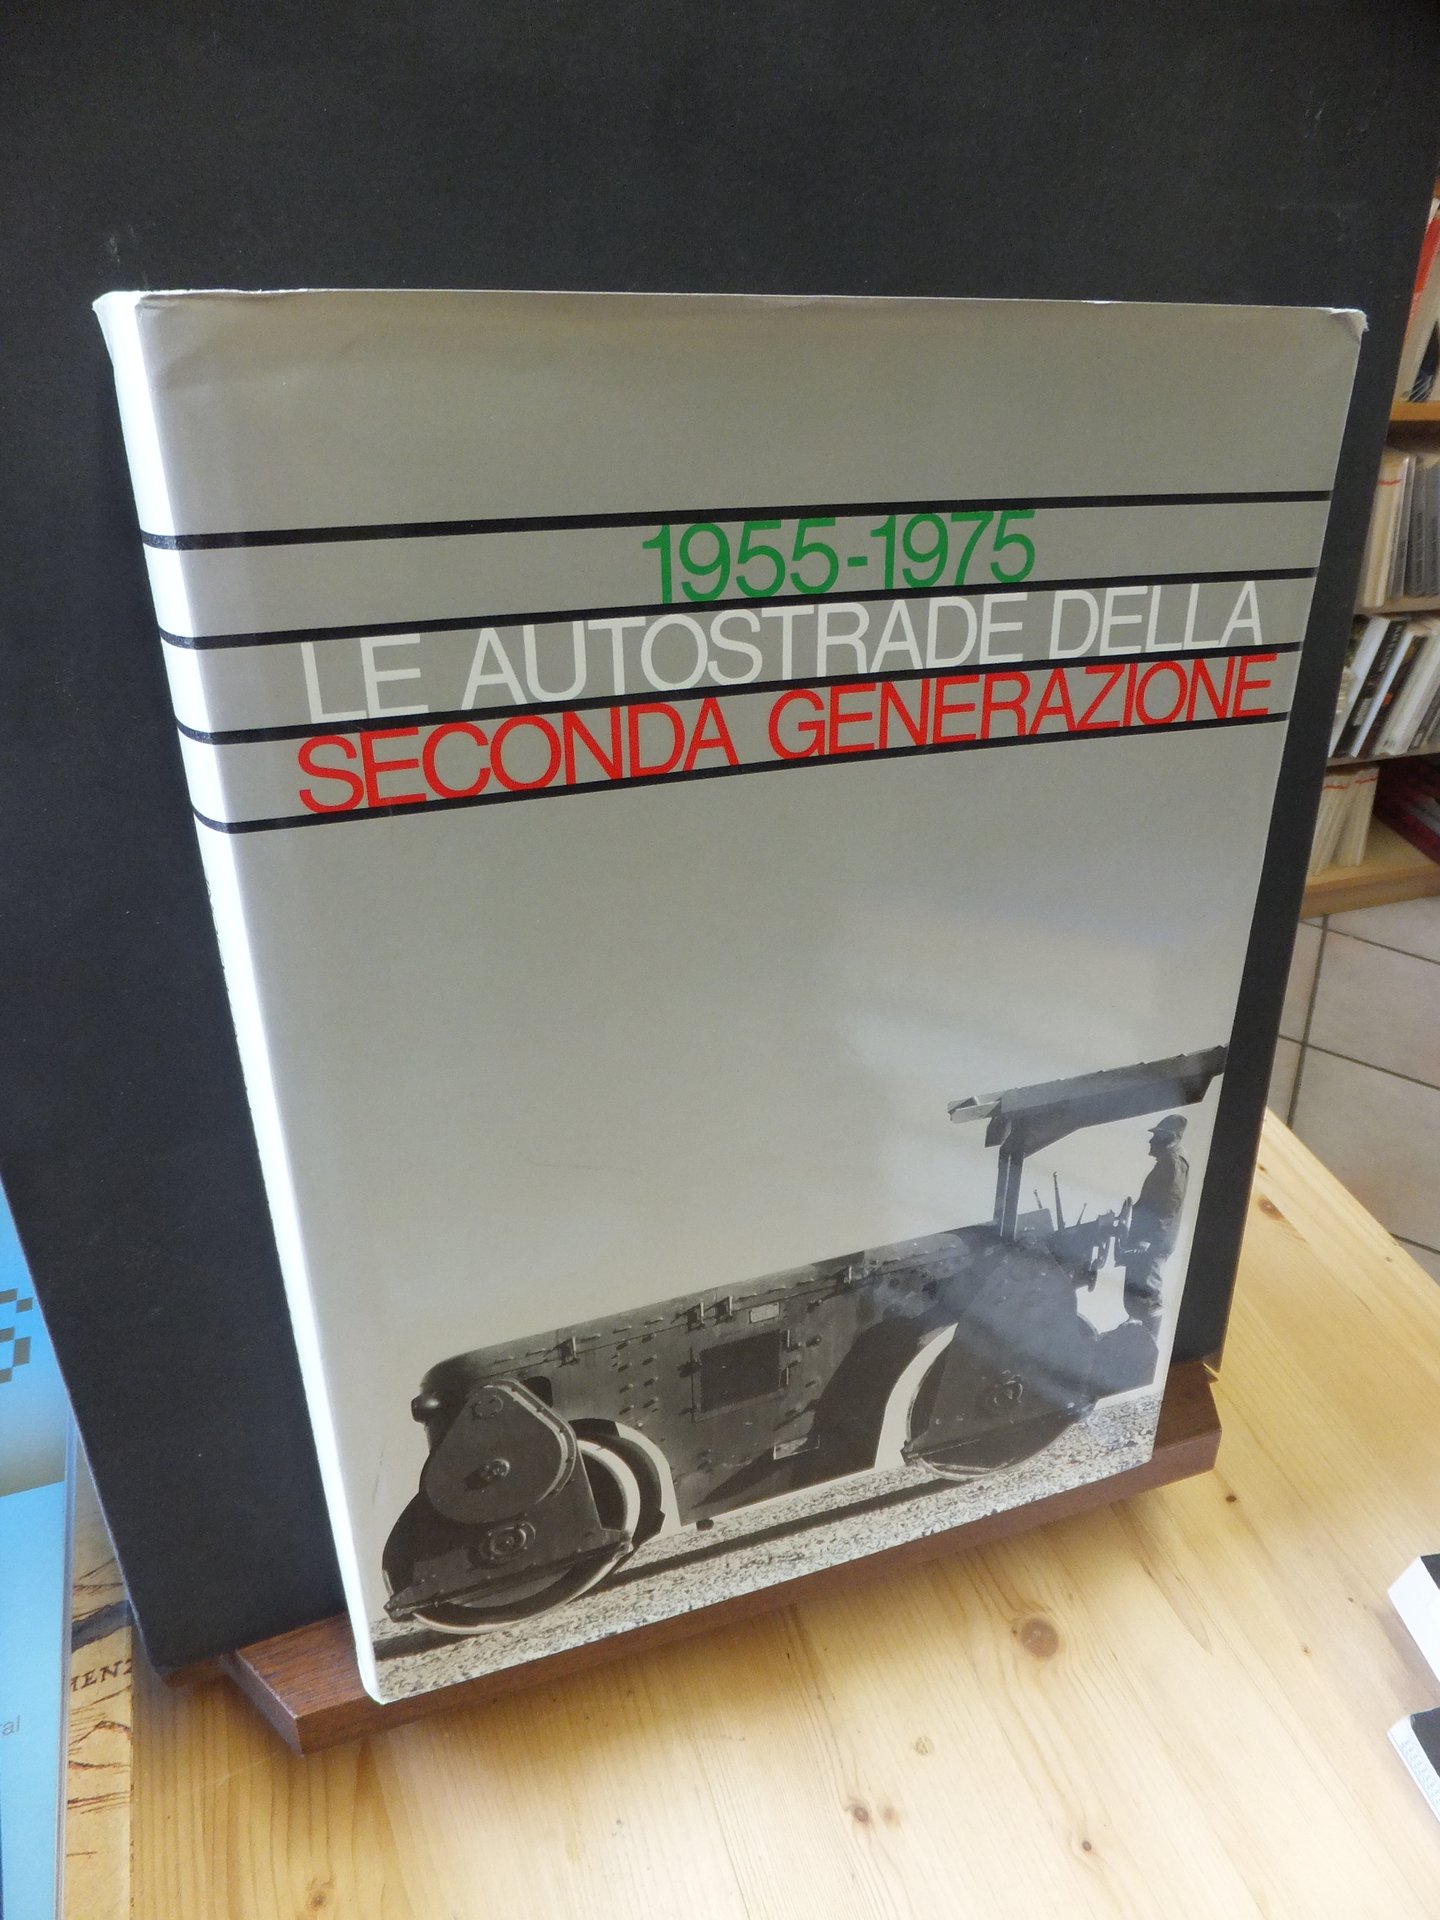 1955-1975
LE AUTOSTRADE DELLA
SECONDA GENERAZIONE